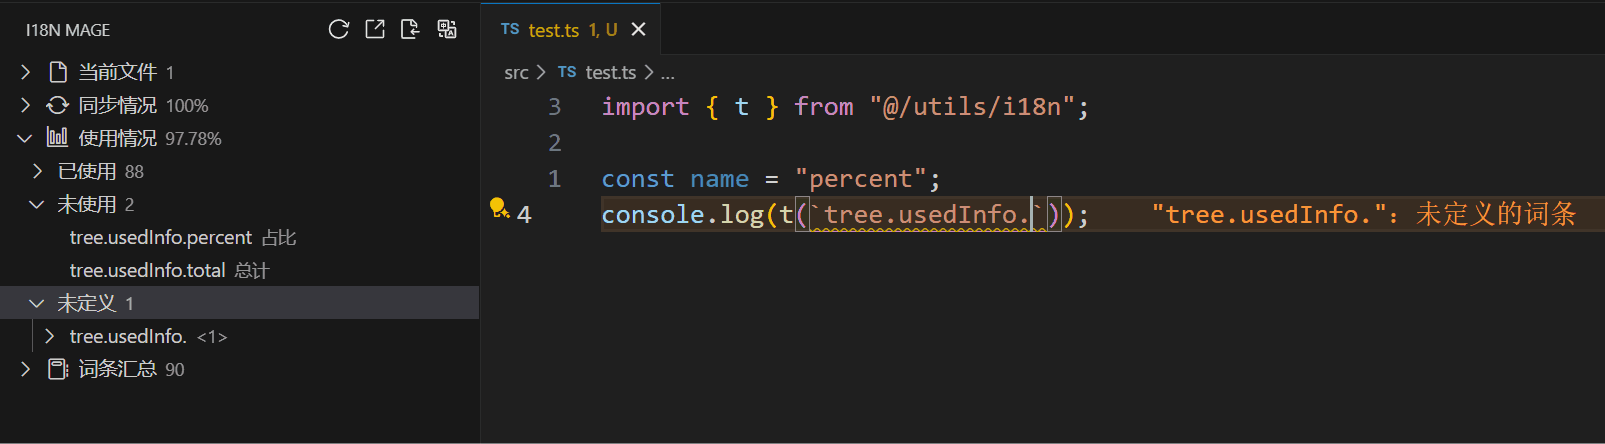 I18N MAGE
当前文件 1
同步情况 100%
使用情况 97.78%
已使用 88
未使用 2
tree.usedInfo.percent 占比
tree.usedInfo.total 总计
未定义 1
tree.usedInfo. <1>
词条汇总 90
TS test.ts 1, U
src > TS test.ts > ...
3 import { t } from "@/utils/i18n";
2
1 const name = "percent";
4 console.log(t(`tree.usedInfo.`)); "tree.usedInfo.": 未定义的词条